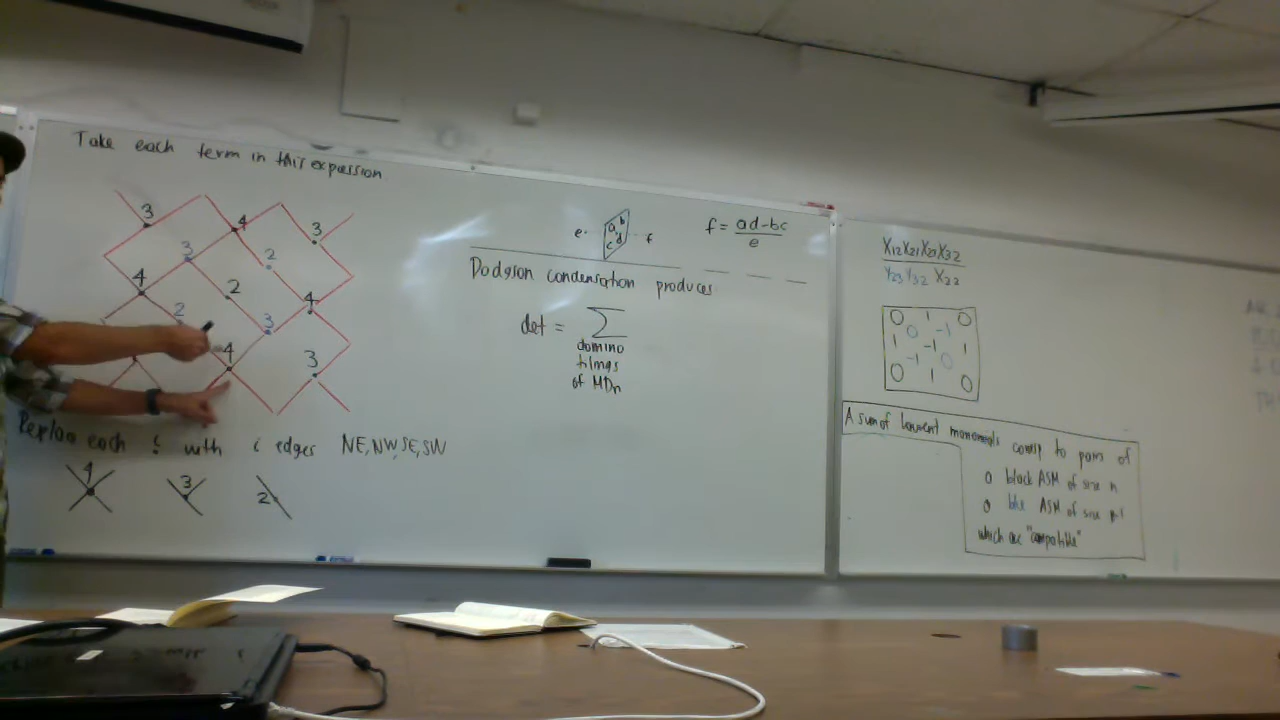 Take each term in this expression
3 4 3
3 2
4 2 4
2 3
4 3
Replace each i with i edges NE, NW, SE, SW
4 3 2
e a b c d f
f = ad-bc / e
Dodgson condensation produces
det = Σ
domino
tilings
of MDn
X12X21X21X32
Y23Y32 X22
0 1 0
0 -1
1 -1 1
-1 0
0 1 0
A sum of Laurent monomials corresp to pairs of
black ASM of size n
blue ASM of size n-1
which are "compatible"